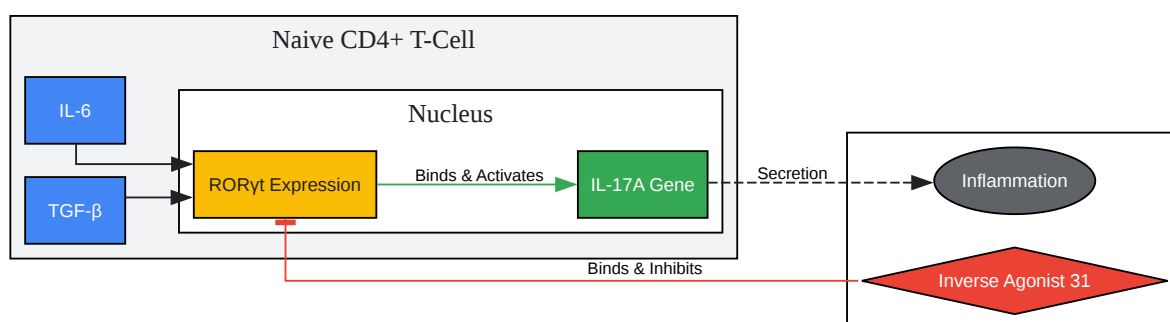 Naive CD4+ T-Cell
IL-6
Nucleus
RORγt Expression
Binds & Activates
IL-17A Gene
Secretion
Inflammation
TGF-β
Binds & Inhibits
Inverse Agonist 31